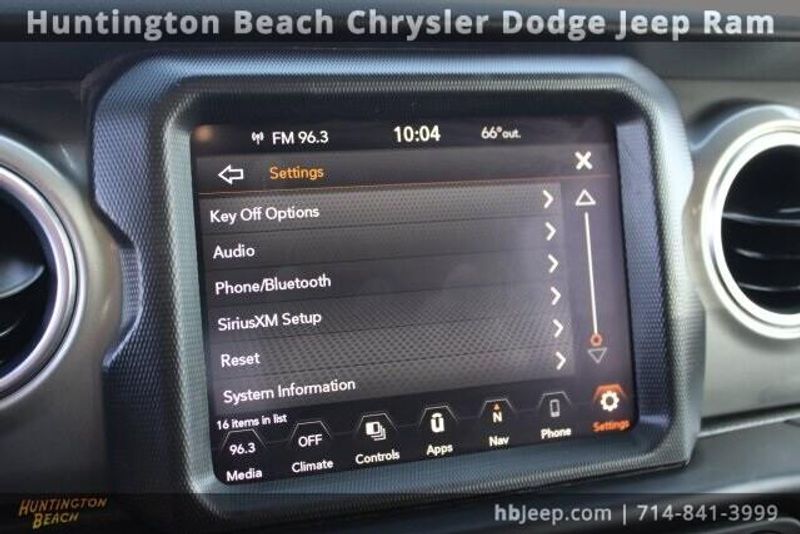 Huntington Beach Chrysler Dodge Jeep Ram
FM 96.3 10:04 66° out.
Settings X
Key Off Options
Audio
Phone/Bluetooth
SiriusXM Setup
Reset
System Information
16 items in list
96.3 OFF N
Media Climate Controls Apps Nav Phone Settings
HUNTINGTON
BEACH
hbjeep.com | 714-841-3999